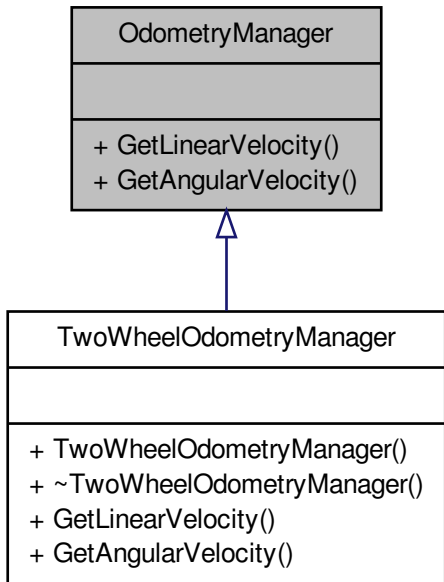 OdometryManager
+ GetLinearVelocity()
+ GetAngularVelocity()
TwoWheelOdometryManager
+ TwoWheelOdometryManager()
+ ~TwoWheelOdometryManager()
+ GetLinearVelocity()
+ GetAngularVelocity()